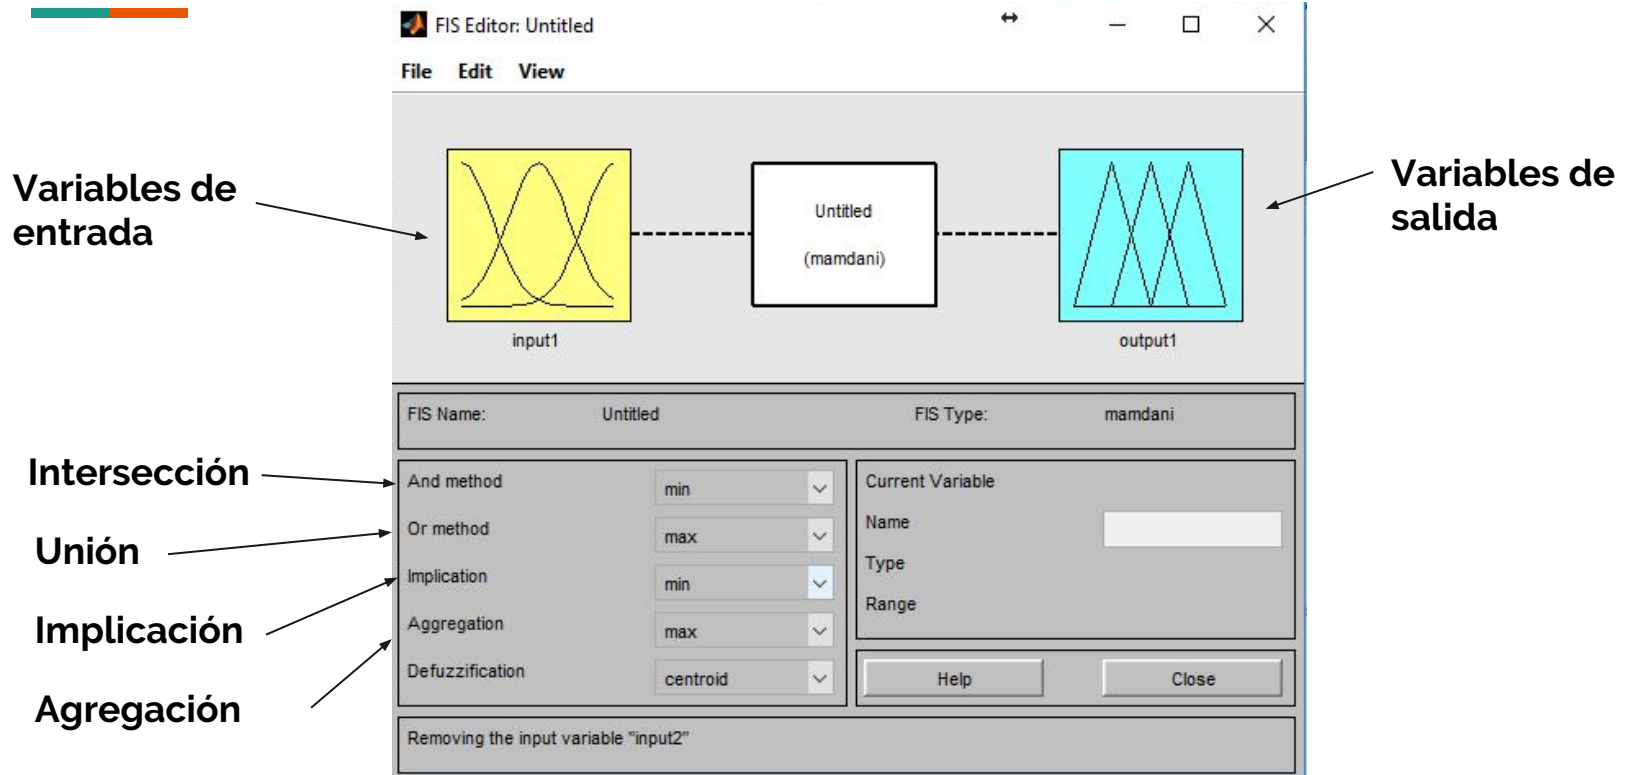 FIS Editor: Untitled
File Edit View
Variables de
entrada
Untitled
(mamdani)
Variables de
salida
input1
output1
FIS Name: Untitled FIS Type: mamdani
Intersección
And method min
Unión
Or method max
Implicación
Implication min
Agregación
Aggregation max
Defuzzification centroid
Current Variable
Name
Type
Range
Help Close
Removing the input variable "input2"